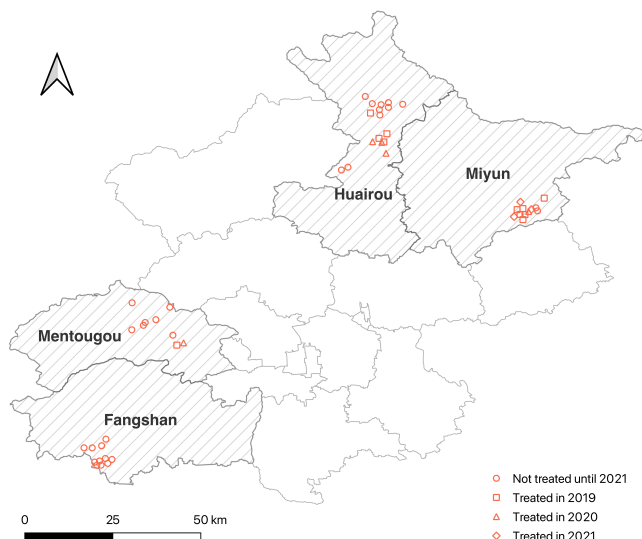 Huairou
Miyun
Mentougou
Fangshan
Not treated until 2021
Treated in 2019
Treated in 2020
Treated in 2021
0 25 50 km